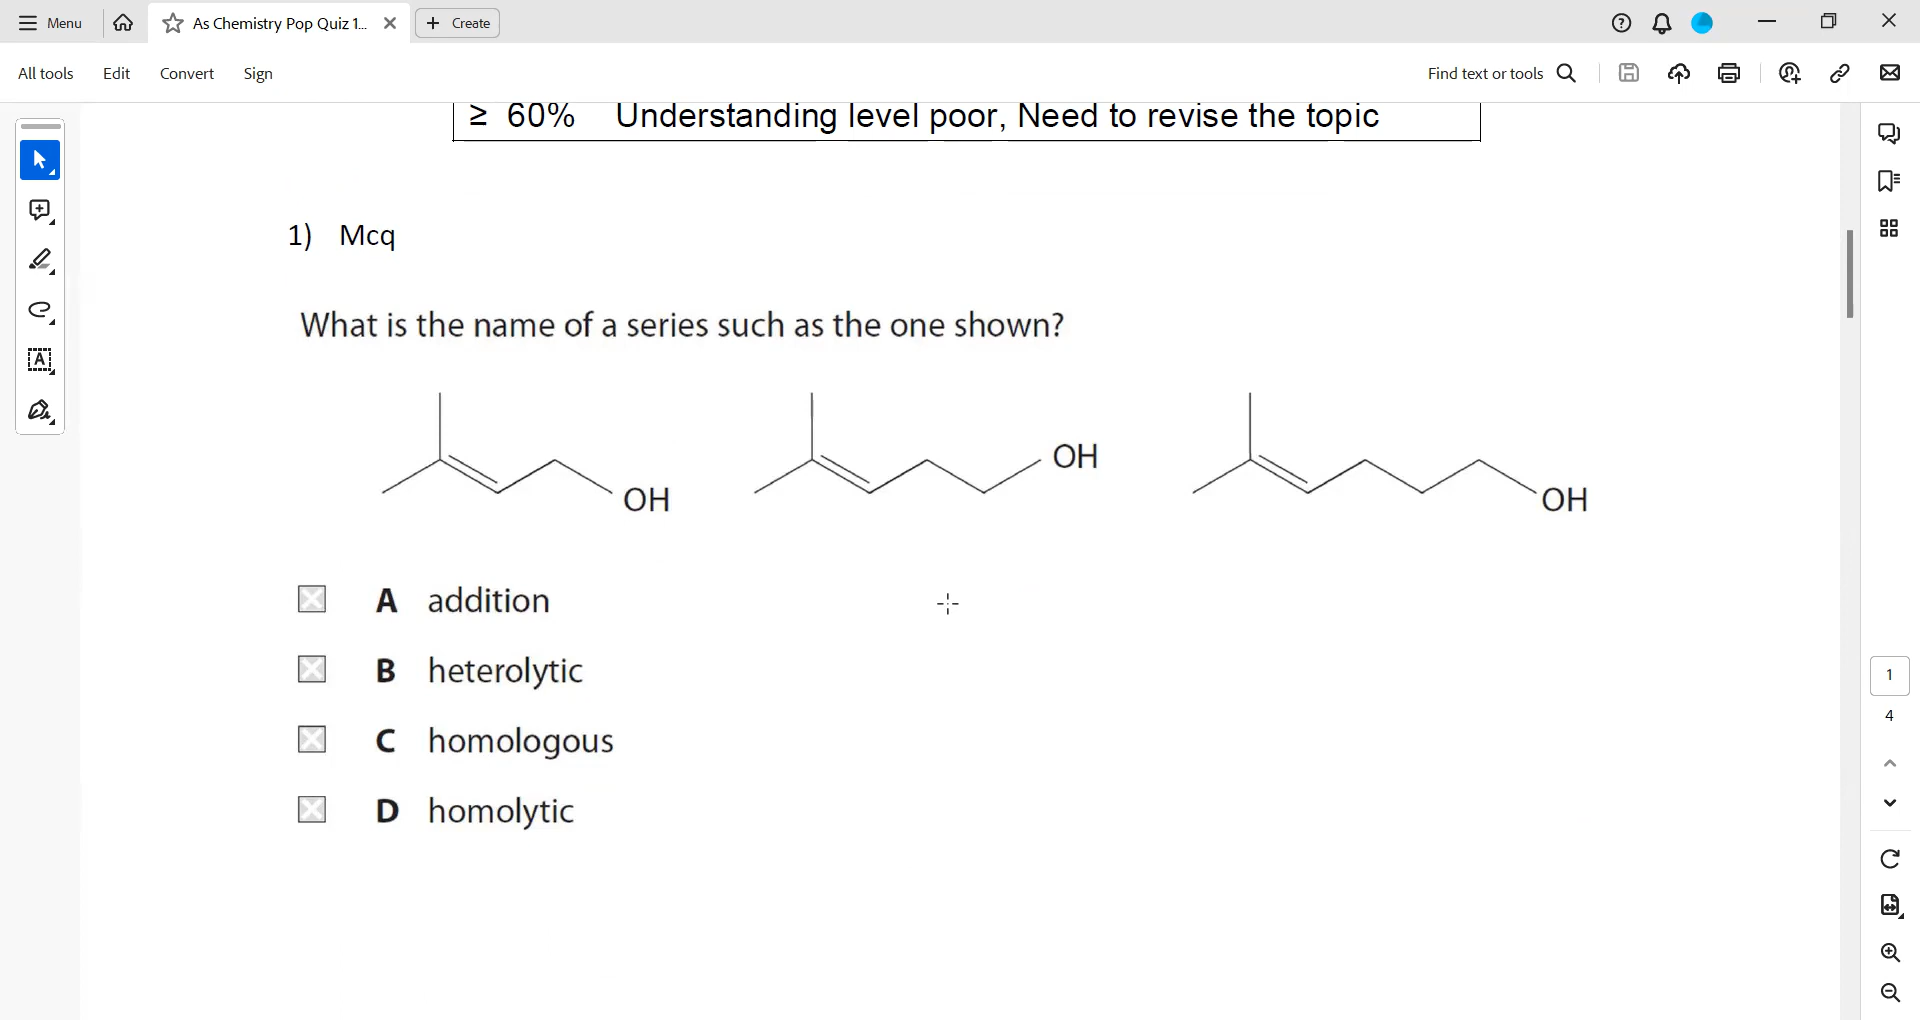 Menu
As Chemistry Pop Quiz 1...
Create
All tools
Edit
Convert
Sign
Find text or tools
≥ 60% Understanding level poor, Need to revise the topic
1) Mcq
What is the name of a series such as the one shown?
OH
OH
OH
A addition
B heterolytic
C homologous
D homolytic
1
4